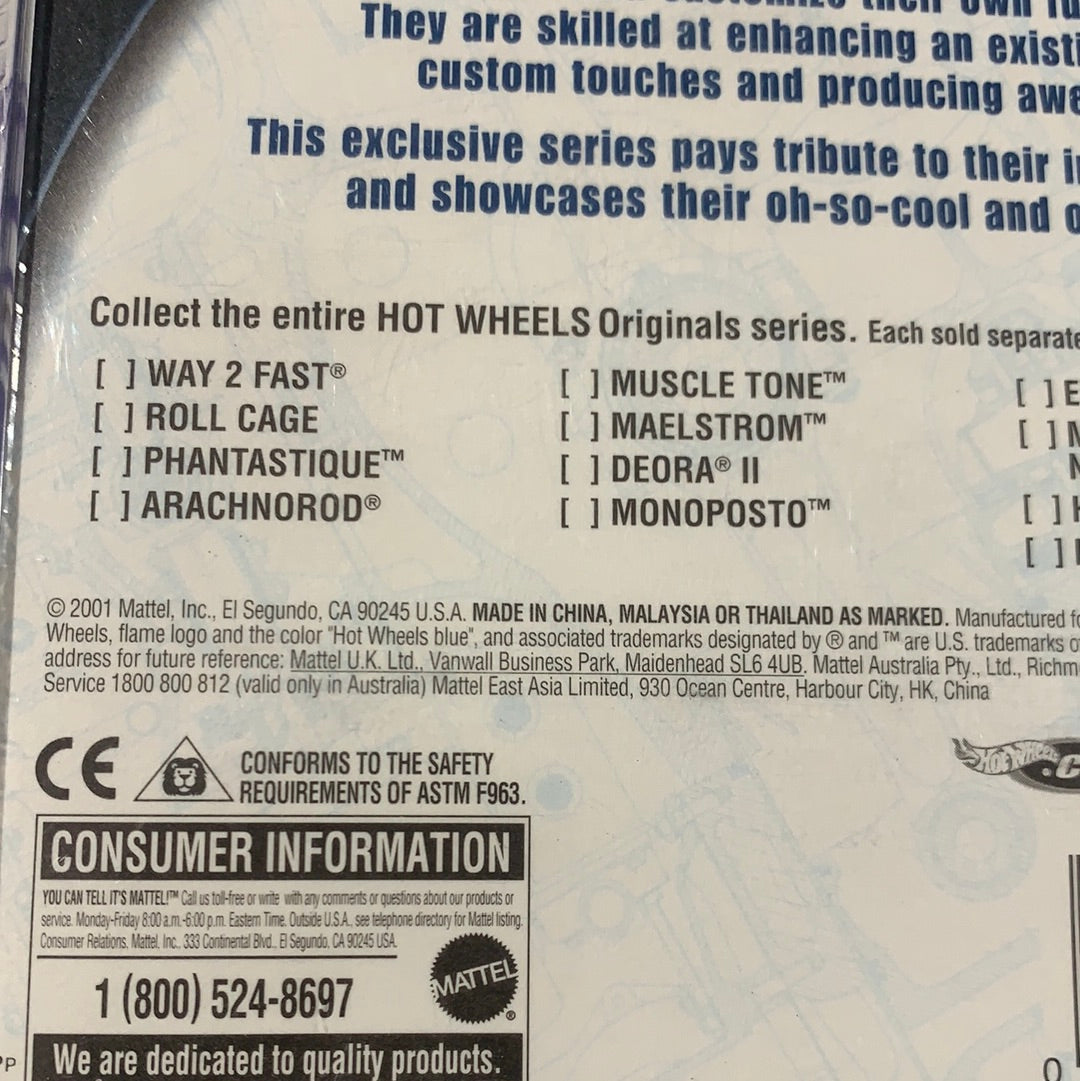 their own
They are skilled at enhancing an
custom touches and producing
This exclusive series pays tribute to their
and showcases their oh-so-cool and
Collect the entire HOT WHEELS Originals series. Each sold
[ ] WAY 2 FAST® [ ] MUSCLE TONE™ [ ] E
[ ] ROLL CAGE [ ] MAELSTROM™ [ ]
[ ] PHANTASTIQUE™ [ ] DEORA® II
[ ] ARACHNOROD® [ ] MONOPOSTO™ [ ]
[ ]
© 2001 Mattel, Inc., El Segundo, CA 90245 U.S.A. MADE IN CHINA, MALAYSIA OR THAILAND AS MARKED. Manufactured
Wheels, flame logo and the color "Hot Wheels blue", and associated trademarks designated by ® and ™ are U.S. trademarks
address for future reference: Mattel U.K. Ltd., Vanwall Business Park, Maidenhead SL6 4UB. Mattel Australia Pty., Ltd.,
Service 1800 800 812 (valid only in Australia) Mattel East Asia Limited, 930 Ocean Centre, Harbour City, HK, China
CE
CONFORMS TO THE SAFETY
REQUIREMENTS OF ASTM F963.
HOT WHEELS
CONSUMER INFORMATION
YOU CAN TELL IT'S MATTEL!™ Call us toll-free or write with any comments or questions about our products or
service. Monday-Friday 8:00 a.m.-6:00 p.m. Eastern Time. Outside U.S.A., see telephone directory for Mattel listing.
Consumer Relations, Mattel, Inc., 333 Continental Blvd., El Segundo, CA 90245 USA.
MATTEL®
1 (800) 524-8697
We are dedicated to quality products.
0